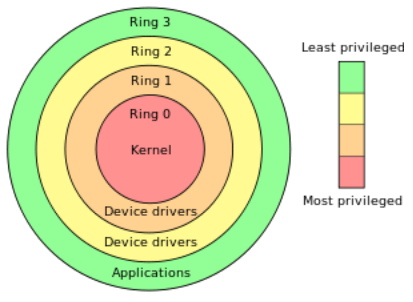 Ring 3
Ring 2
Ring 1
Ring 0
Kernel
Device drivers
Device drivers
Applications
Least privileged
Most privileged